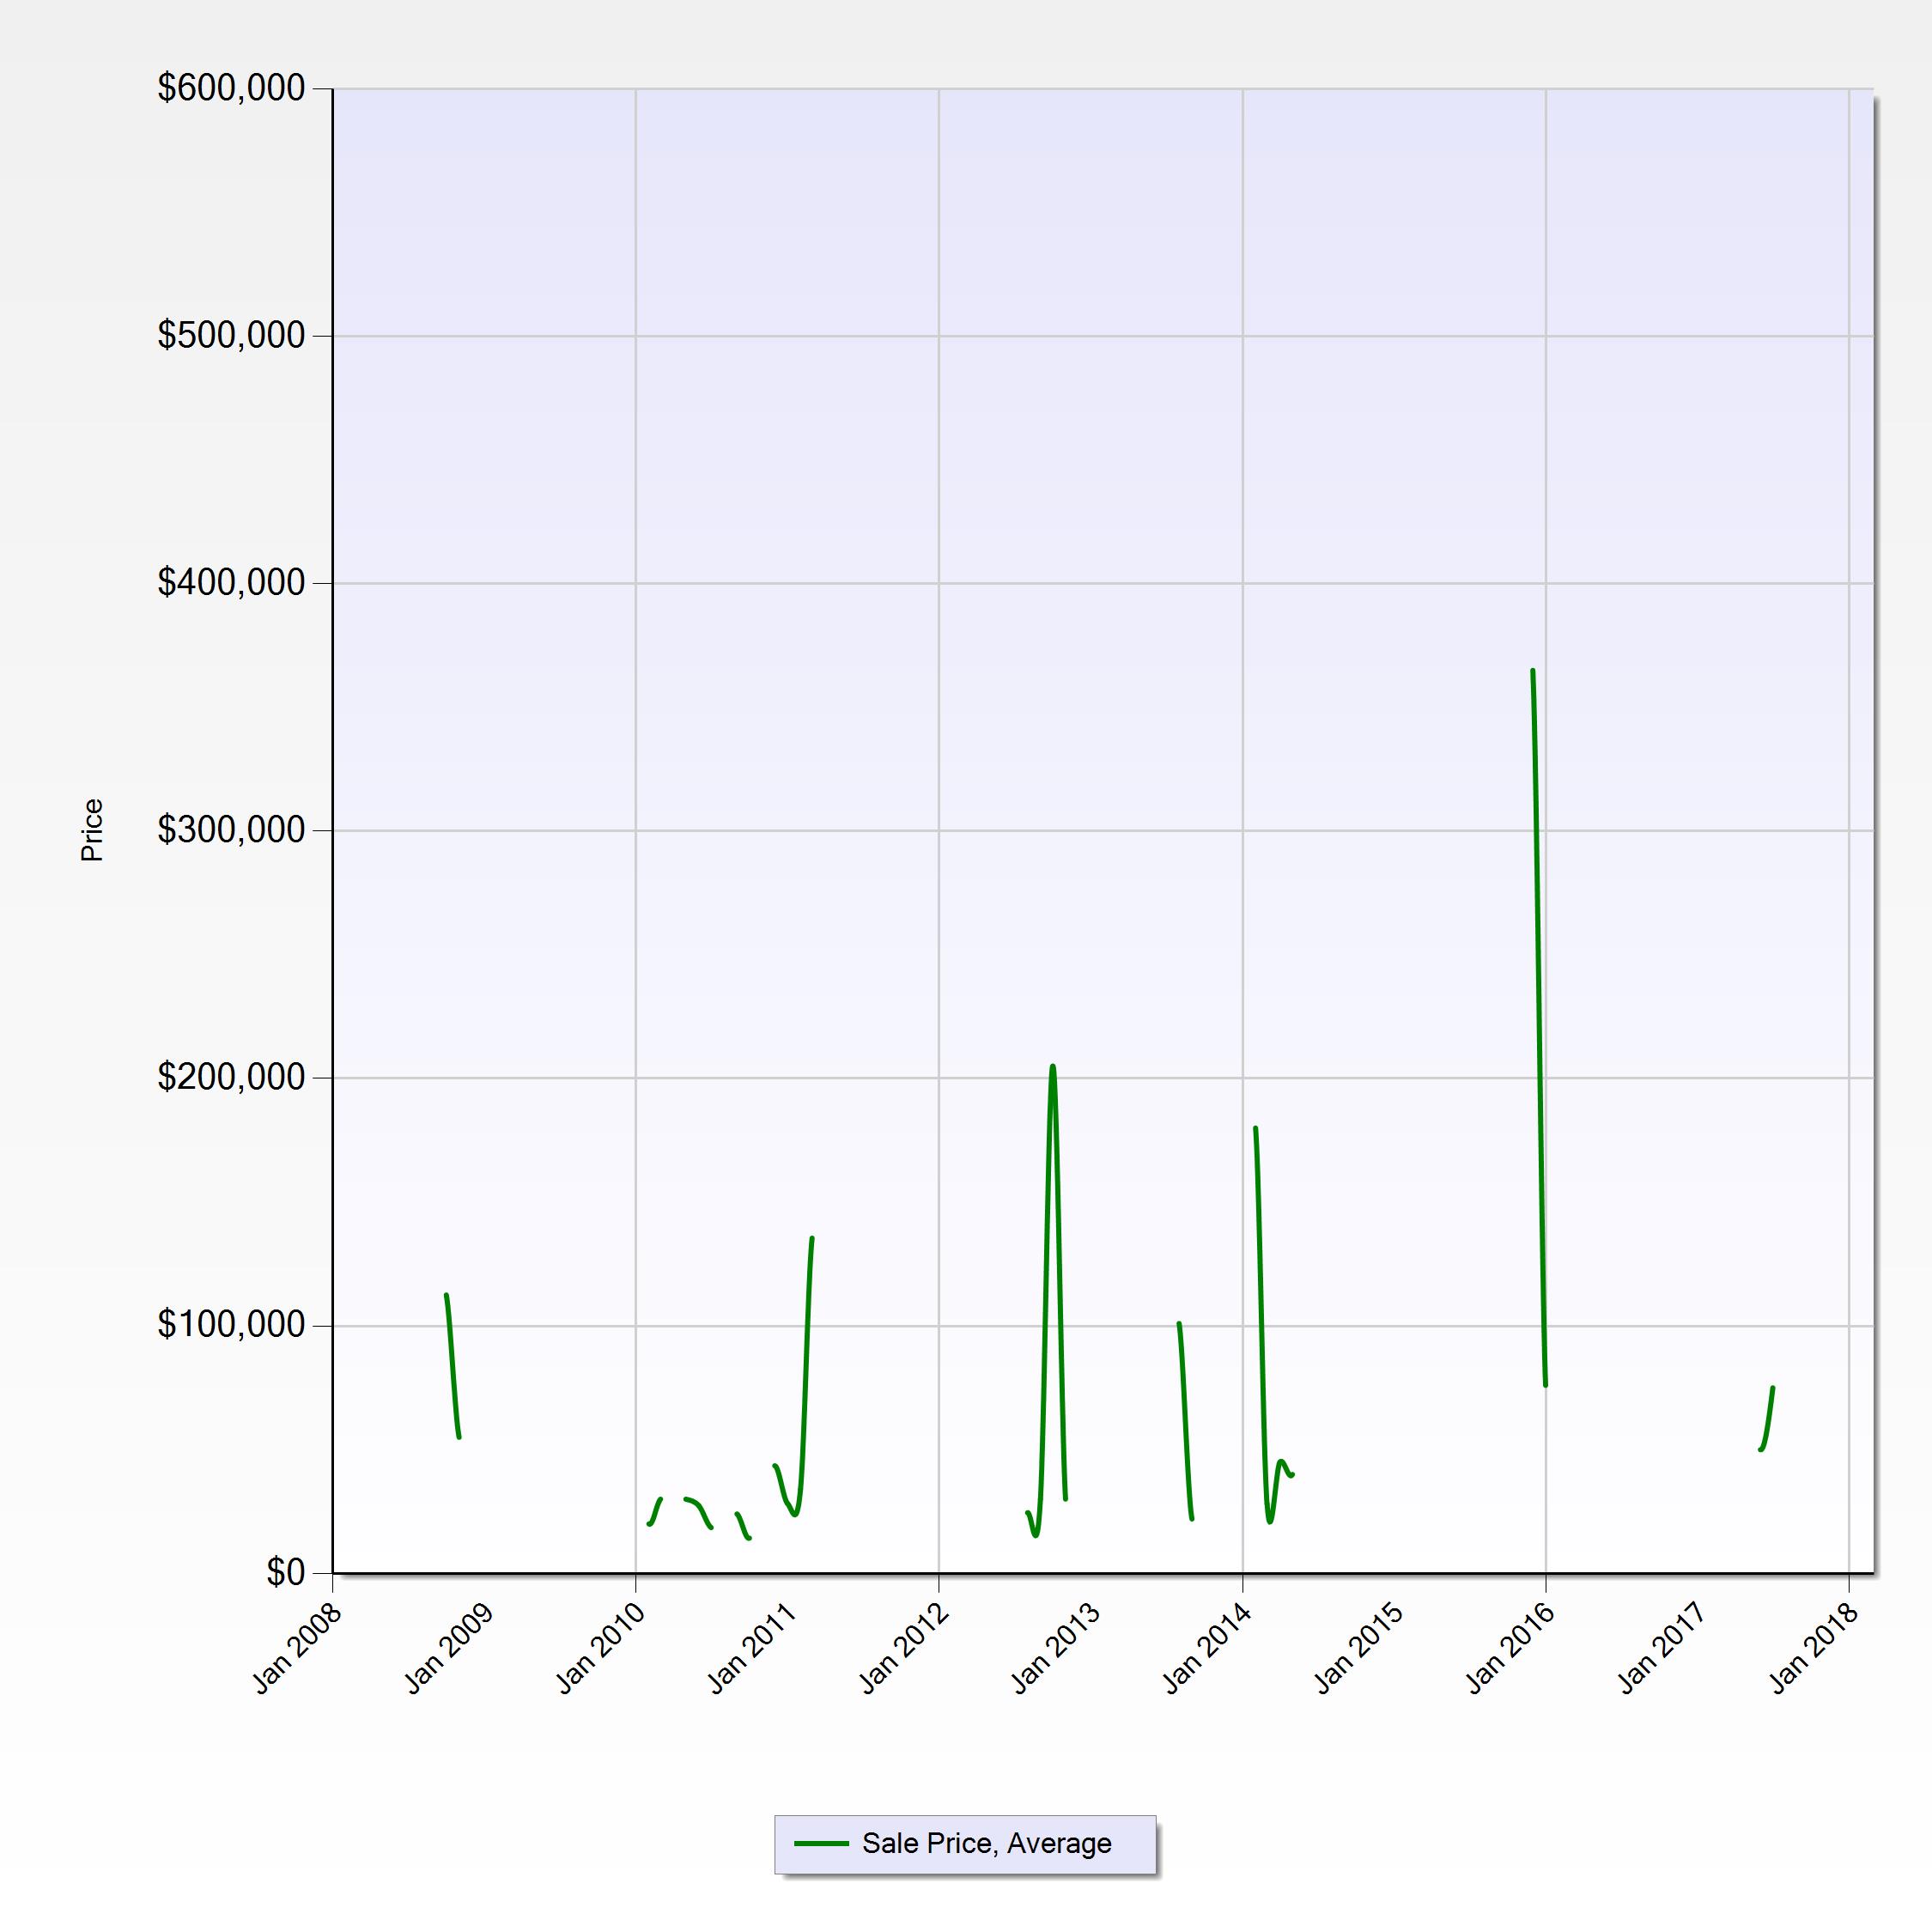 $600,000
$500,000
$400,000
$300,000
$200,000
$100,000
$0
Price
Jan 2008
Jan 2009
Jan 2010
Jan 2011
Jan 2012
Jan 2013
Jan 2014
Jan 2015
Jan 2016
Jan 2017
Jan 2018
Sale Price, Average